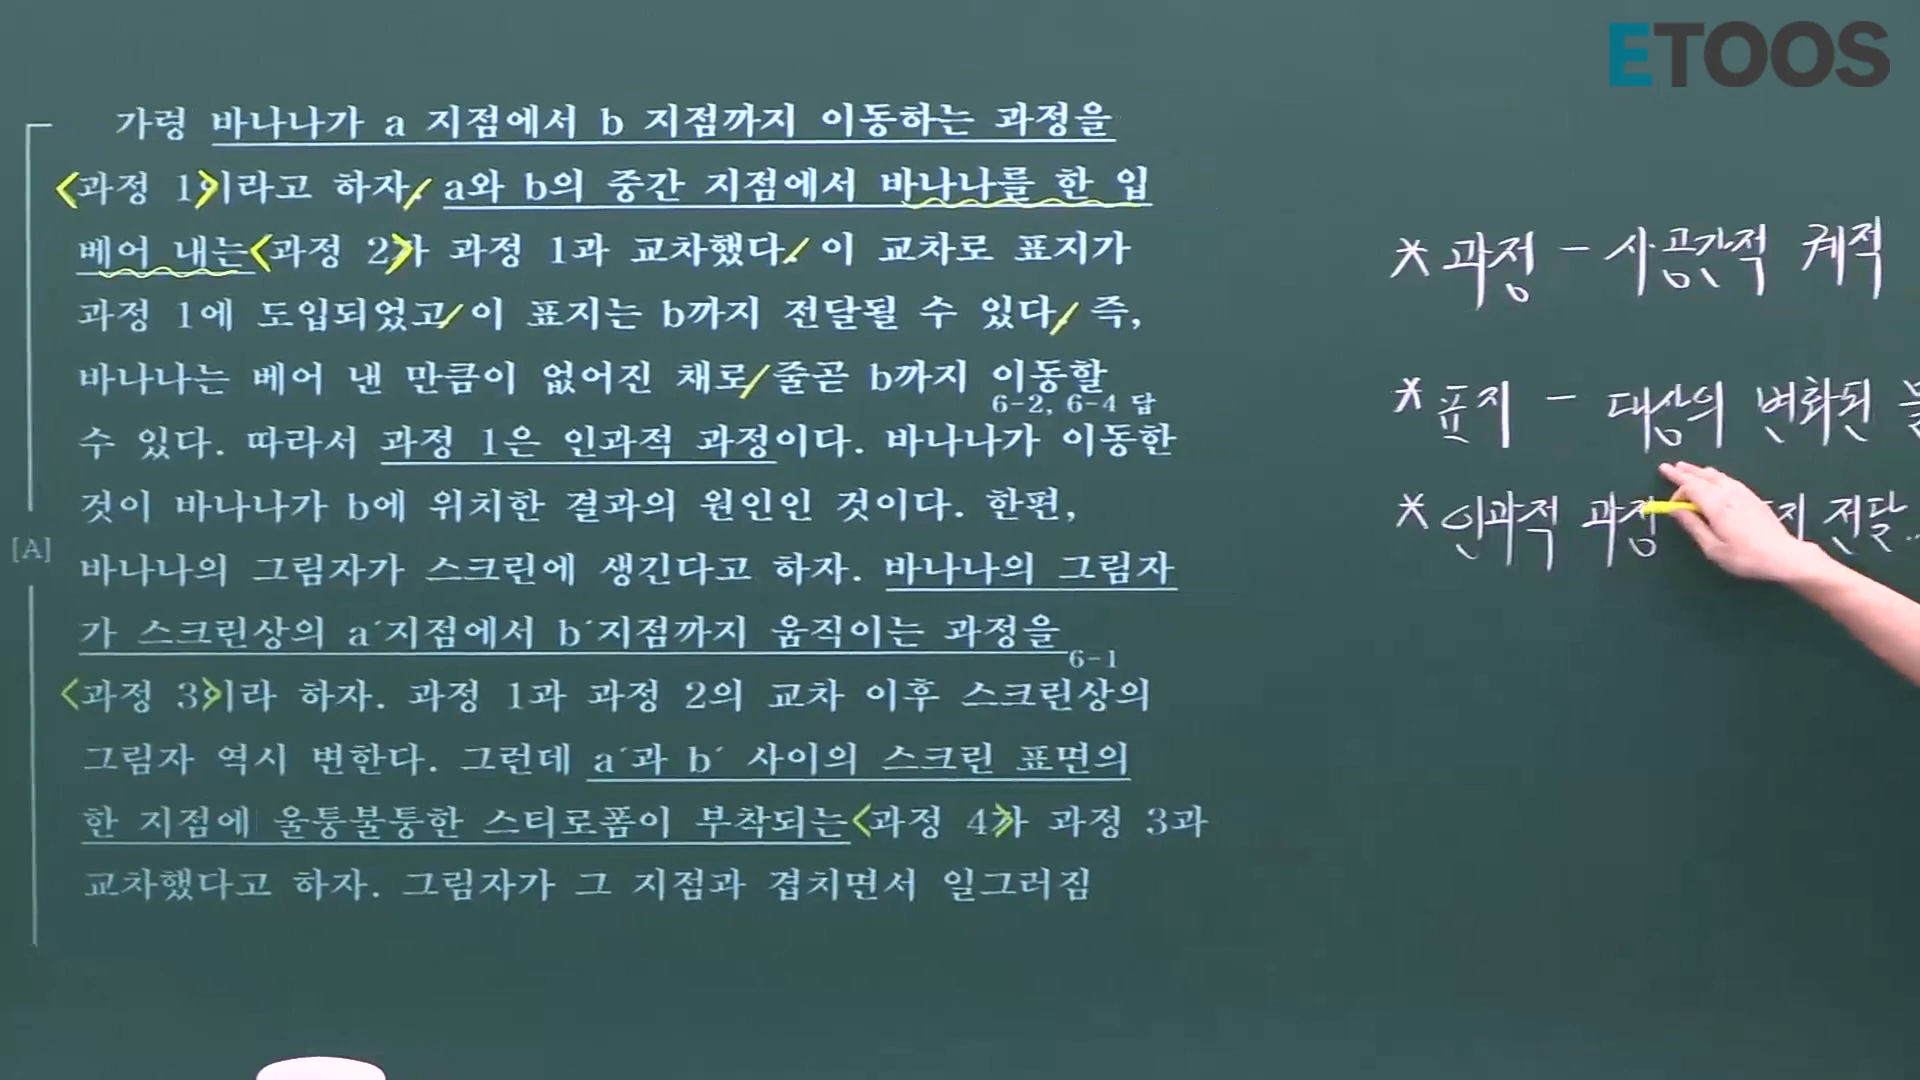 ETOOS
가령 바나나가 a 지점에서 b 지점까지 이동하는 과정을
<과정 1>이라고 하자. a와 b의 중간 지점에서 바나나를 한 입
베어 내는 <과정 2>가 과정 1과 교차했다. 이 교차로 표지가
과정 1에 도입되었고 이 표지는 b까지 전달될 수 있다. 즉,
바나나는 베어 낸 만큼이 없어진 채로 줄곧 b까지 이동할
6-2, 6-4 답
수 있다. 따라서 과정 1은 인과적 과정이다. 바나나가 이동한
것이 바나나가 b에 위치한 결과의 원인인 것이다. 한편,
[A]
바나나의 그림자가 스크린에 생긴다고 하자. 바나나의 그림자
가 스크린상의 a´지점에서 b´지점까지 움직이는 과정을
6-1
<과정 3>이라 하자. 과정 1과 과정 2의 교차 이후 스크린상의
그림자 역시 변한다. 그런데 a´과 b´ 사이의 스크린 표면의
한 지점에 울퉁불퉁한 스티로폼이 부착되는 <과정 4>가 과정 3과
교차했다고 하자. 그림자가 그 지점과 겹치면서 일그러짐
* 과정 - 시공간적 궤적
* 표지 - 대상의 변화된
* 인과적 과정 전달..